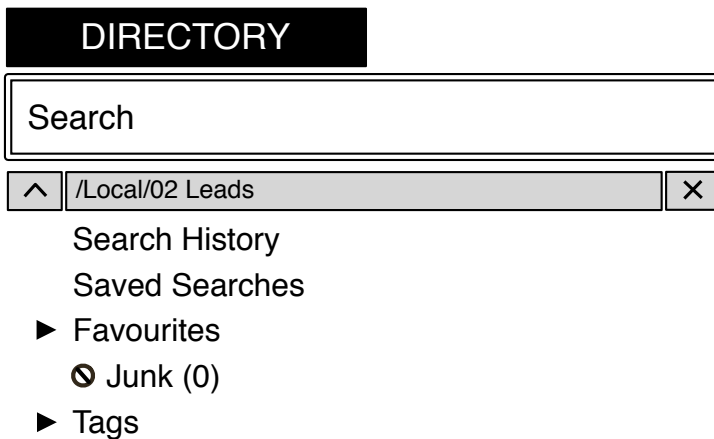 DIRECTORY
Search
/Local/02 Leads
Search History
Saved Searches
Favourites
Junk (0)
Tags